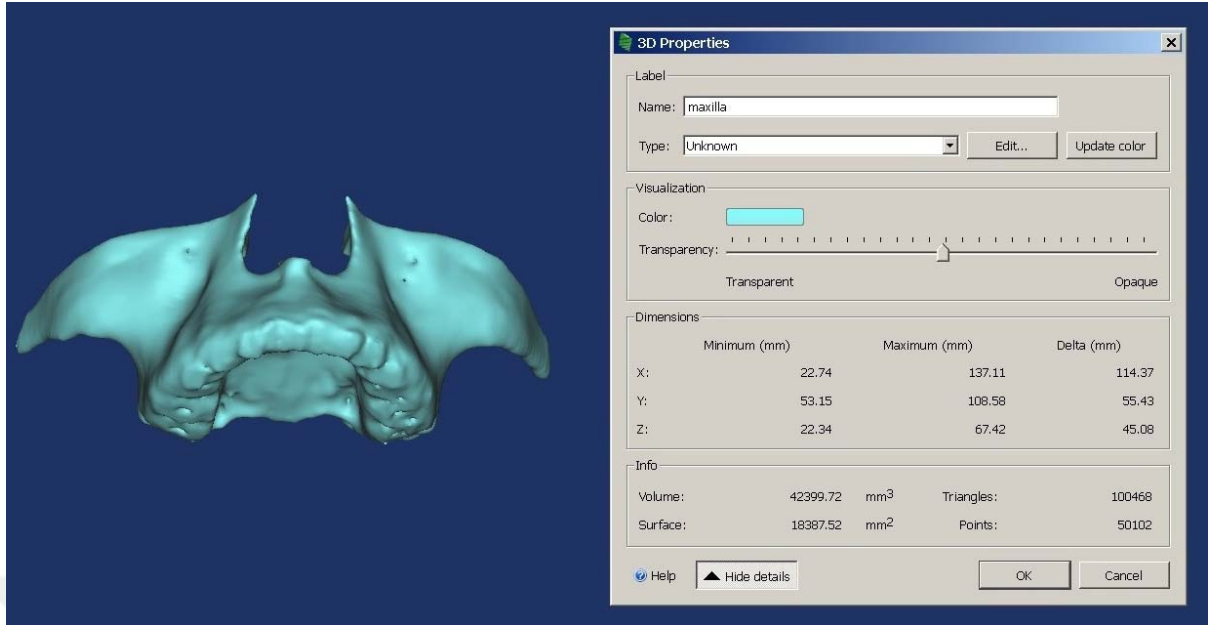 3D Properties
Label
Name: maxilla
Type: Unknown Edit... Update color
Visualization
Color:
Transparency:
Transparent Opaque
Dimensions
Minimum (mm) Maximum (mm) Delta (mm)
X: 22.74 137.11 114.37
Y: 53.15 108.58 55.43
Z: 22.34 67.42 45.08
Info
Volume: 42399.72 mm3 Triangles: 100468
Surface: 18387.52 mm2 Points: 50102
Help Hide details OK Cancel